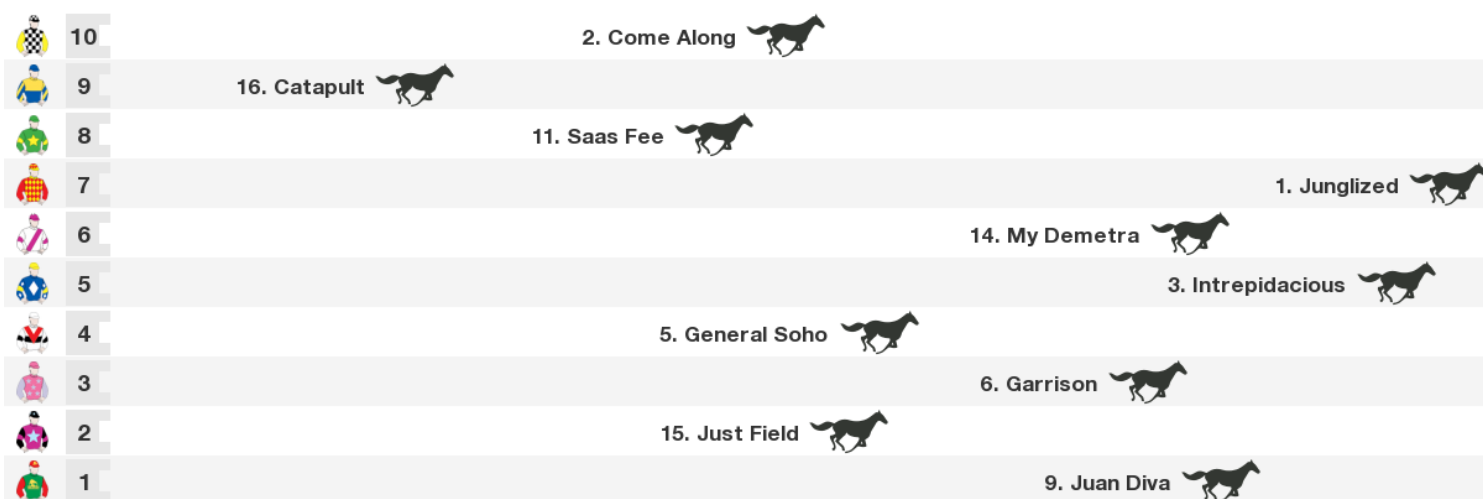 10 2. Come Along
9 16. Catapult
8 11. Saas Fee
7 1. Junglized
6 14. My Demetra
5 3. Intrepidacious
4 5. General Soho
3 6. Garrison
2 15. Just Field
1 9. Juan Diva